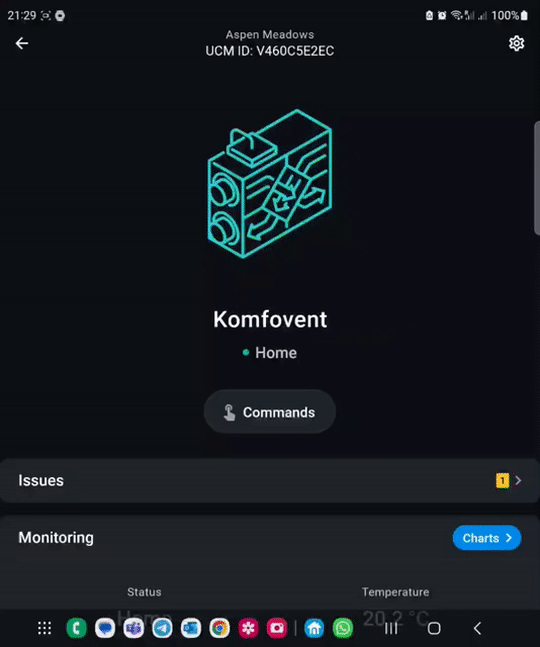 21:29
100%
Aspen Meadows
UCM ID: V460C5E2EC
Komfovent
Home
Commands
Issues
1
Monitoring
Charts
Status
Temperature
Home
20.2 °C